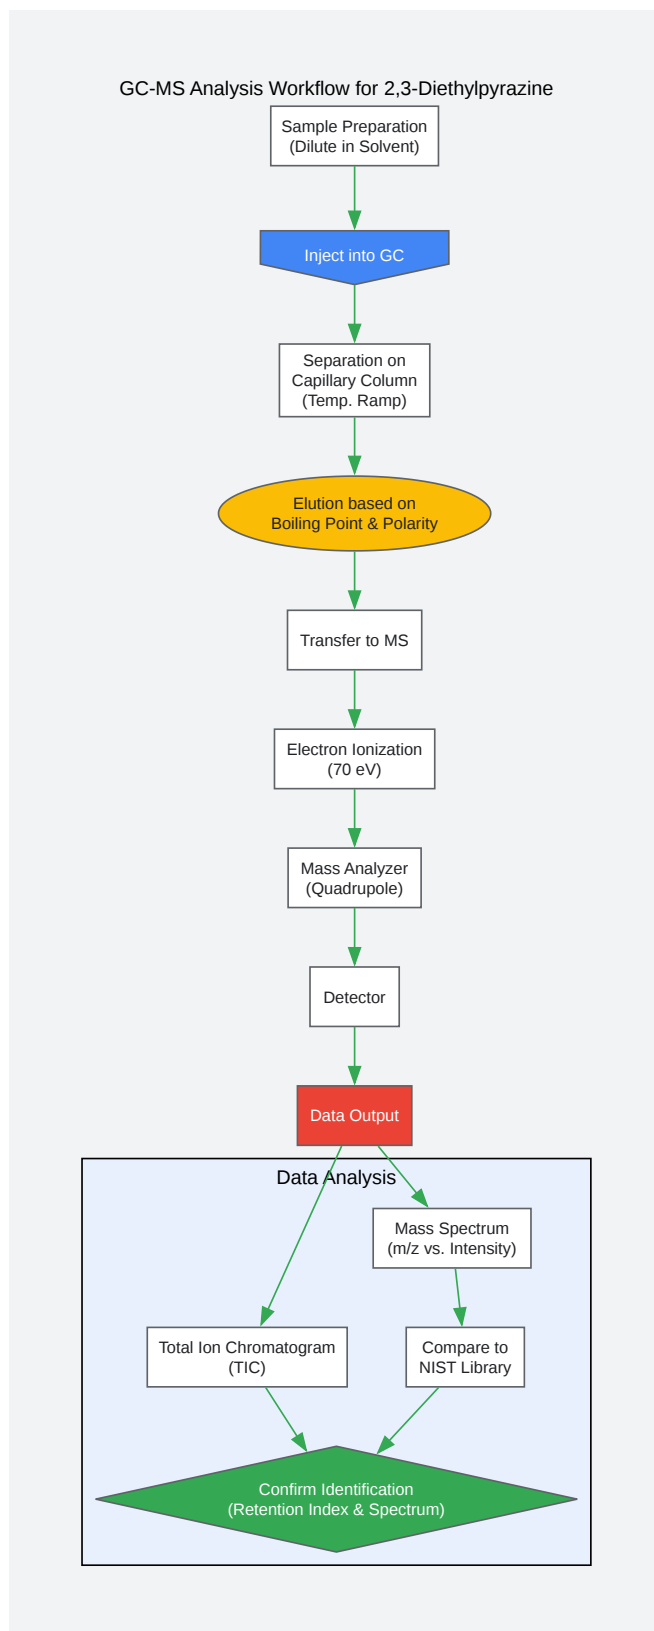 GC-MS Analysis Workflow for 2,3-Diethylpyrazine
Sample Preparation
(Dilute in Solvent)
Inject into GC
Separation on
Capillary Column
(Temp. Ramp)
Elution based on
Boiling Point & Polarity
Transfer to MS
Electron Ionization
(70 eV)
Mass Analyzer
(Quadrupole)
Detector
Data Output
Data Analysis
Mass Spectrum
(m/z vs. Intensity)
Total Ion Chromatogram
(TIC)
Compare to
NIST Library
Confirm Identification
(Retention Index & Spectrum)